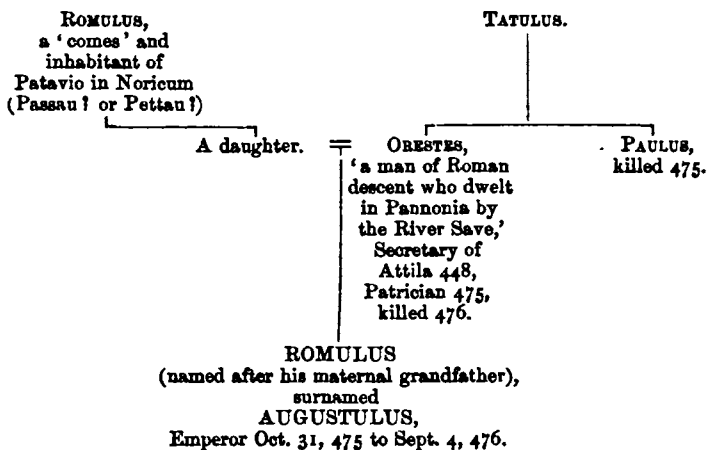 ROMULUS,
a 'comes' and
inhabitant of
Patavio in Noricum
(Passau? or Pettau?)
TATULUS.
A daughter. =
ORESTES,
'a man of Roman
descent who dwelt
in Pannonia by
the River Save,'
Secretary of
Attila 448,
Patrician 475,
killed 476.
PAULUS,
killed 475.
ROMULUS
(named after his maternal grandfather),
surnamed
AUGUSTULUS,
Emperor Oct. 31, 475 to Sept. 4, 476.